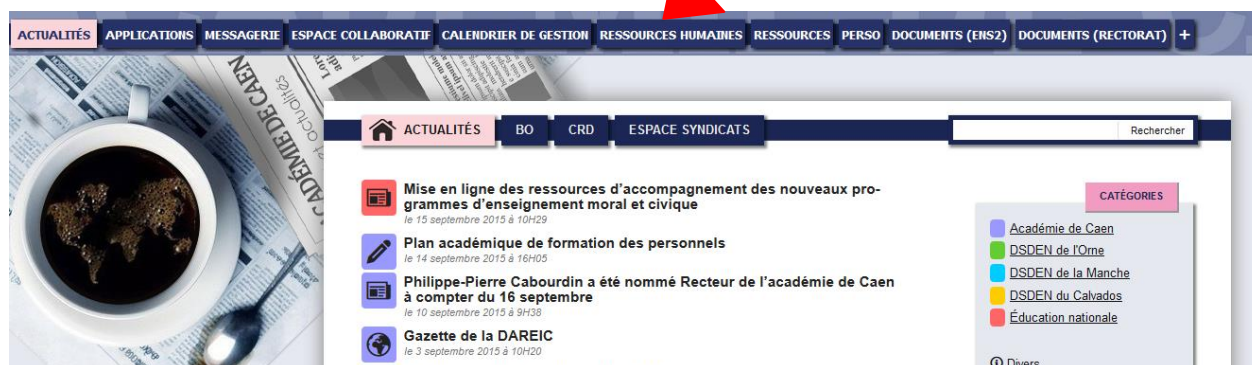 ACTUALITÉS APPLICATIONS MESSAGERIE ESPACE COLLABORATIF CALENDRIER DE GESTION RESSOURCES HUMAINES RESSOURCES PERSO DOCUMENTS (ENS2) DOCUMENTS (RECTORAT) +
ACADÉMIE DE CAEN
et actualités
ACTUALITÉS BO CRD ESPACE SYNDICATS
Rechercher
Mise en ligne des ressources d'accompagnement des nouveaux pro-
grammes d'enseignement moral et civique
le 15 septembre 2015 à 10H29
Plan académique de formation des personnels
le 14 septembre 2015 à 16H05
Philippe-Pierre Cabourdin a été nommé Recteur de l'académie de Caen
à compter du 16 septembre
le 10 septembre 2015 à 9H38
Gazette de la DAREIC
le 3 septembre 2015 à 10H20
CATÉGORIES
Académie de Caen
DSDEN de l'Orne
DSDEN de la Manche
DSDEN du Calvados
Éducation nationale
Divers